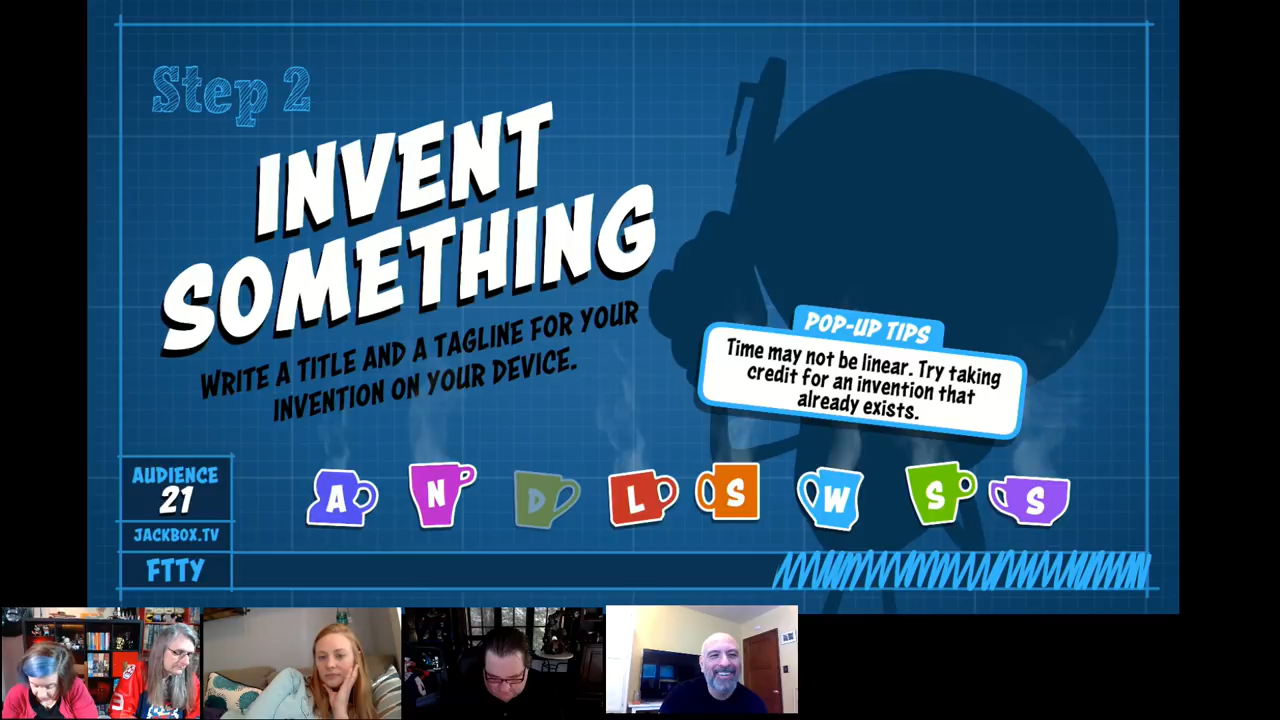 Step 2
INVENT
SOMETHING
WRITE A TITLE AND A TAGLINE FOR YOUR
INVENTION ON YOUR DEVICE.
POP-UP TIPS
Time may not be linear. Try taking
credit for an invention that
already exists.
AUDIENCE
21
JACKBOX.TV
FTTY
A N D L S W S S